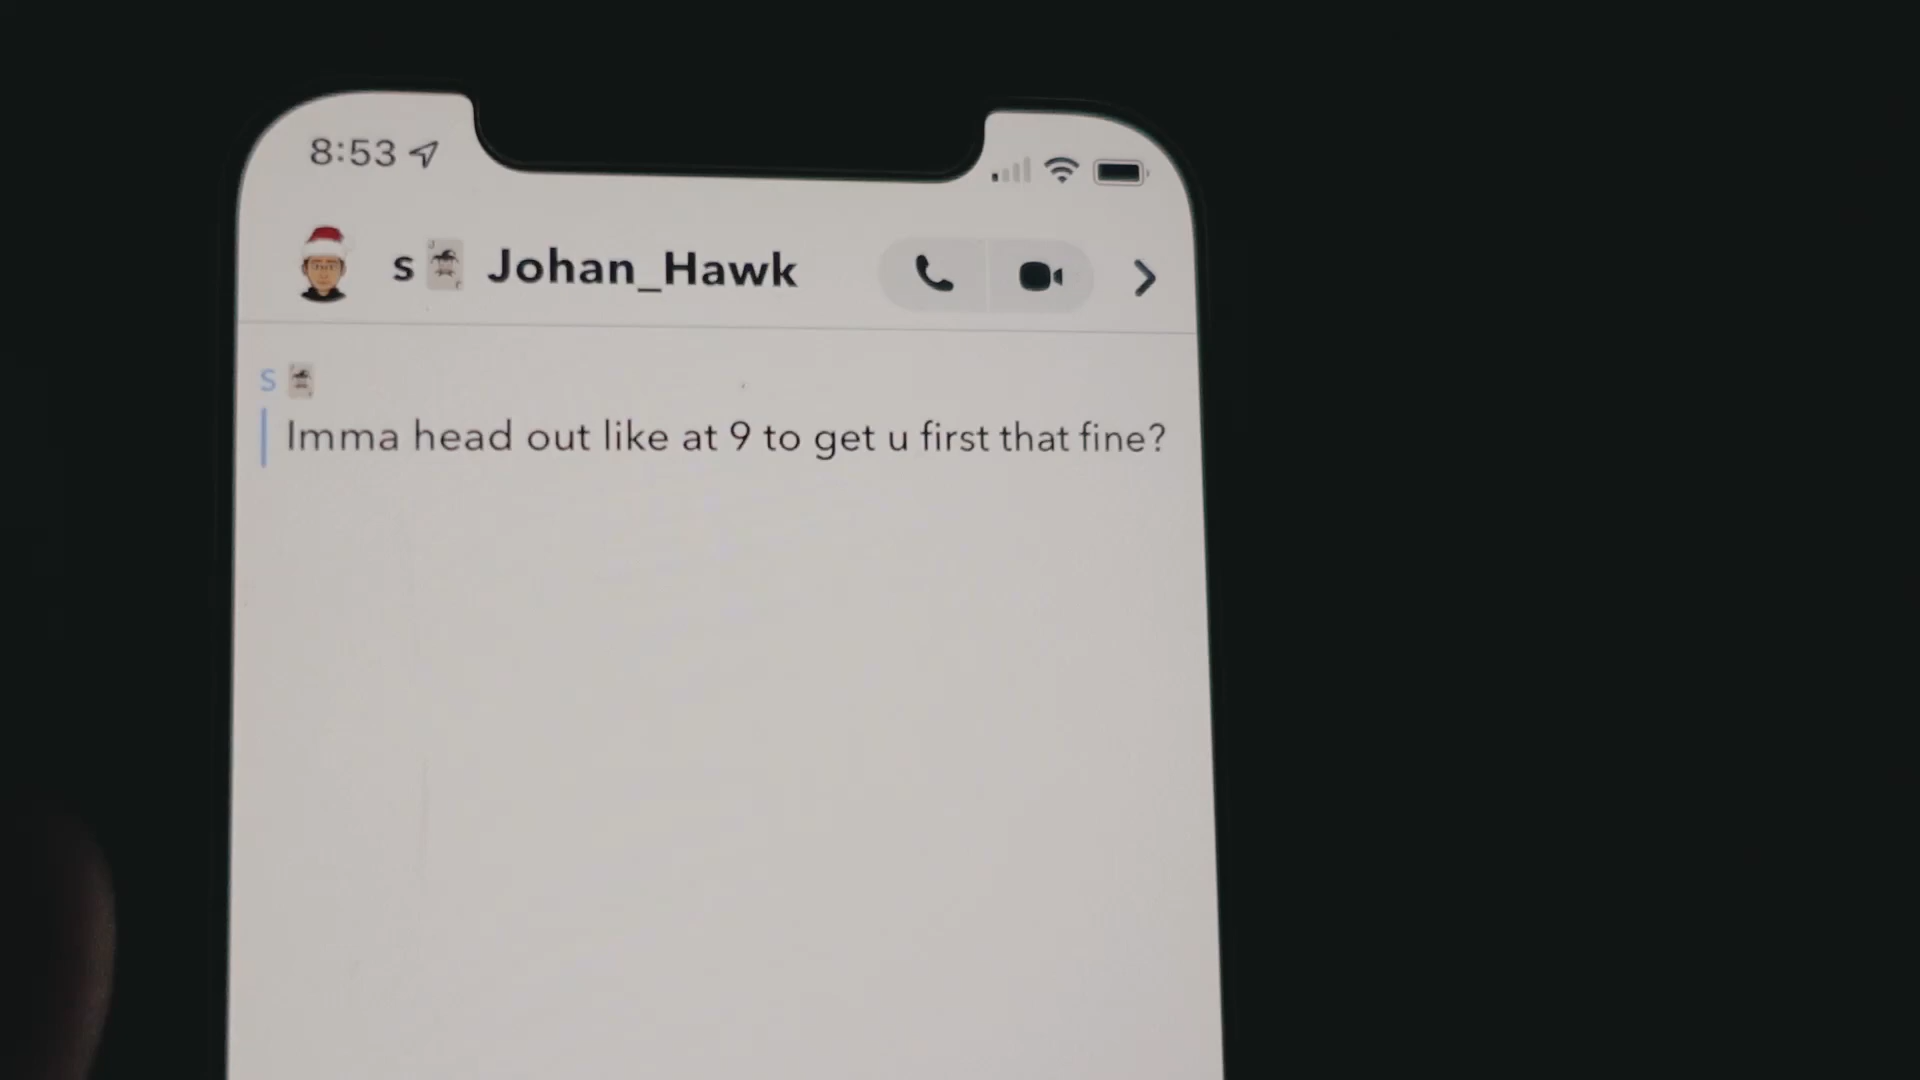 8:53
S 🃏 Johan_Hawk
S 🃏
Imma head out like at 9 to get u first that fine?